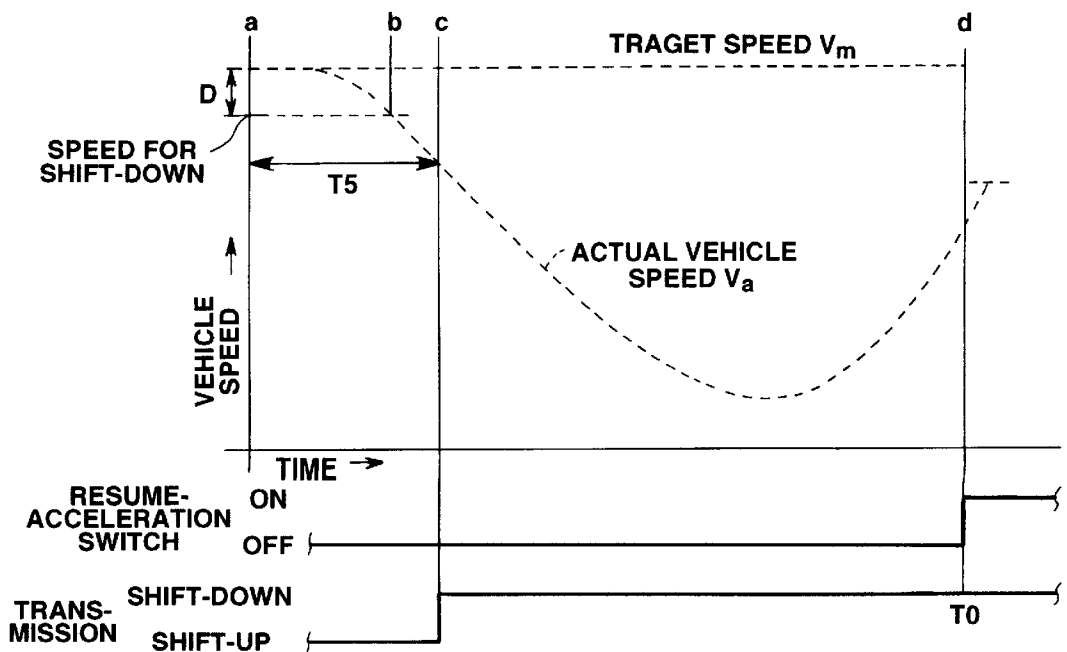 a b c d
TRAGET SPEED Vm
D
SPEED FOR
SHIFT-DOWN
T5
ACTUAL VEHICLE
SPEED Va
VEHICLE
SPEED
TIME
RESUME-
ACCELERATION
SWITCH
ON
OFF
TRANS-
MISSION
SHIFT-DOWN
SHIFT-UP
T0